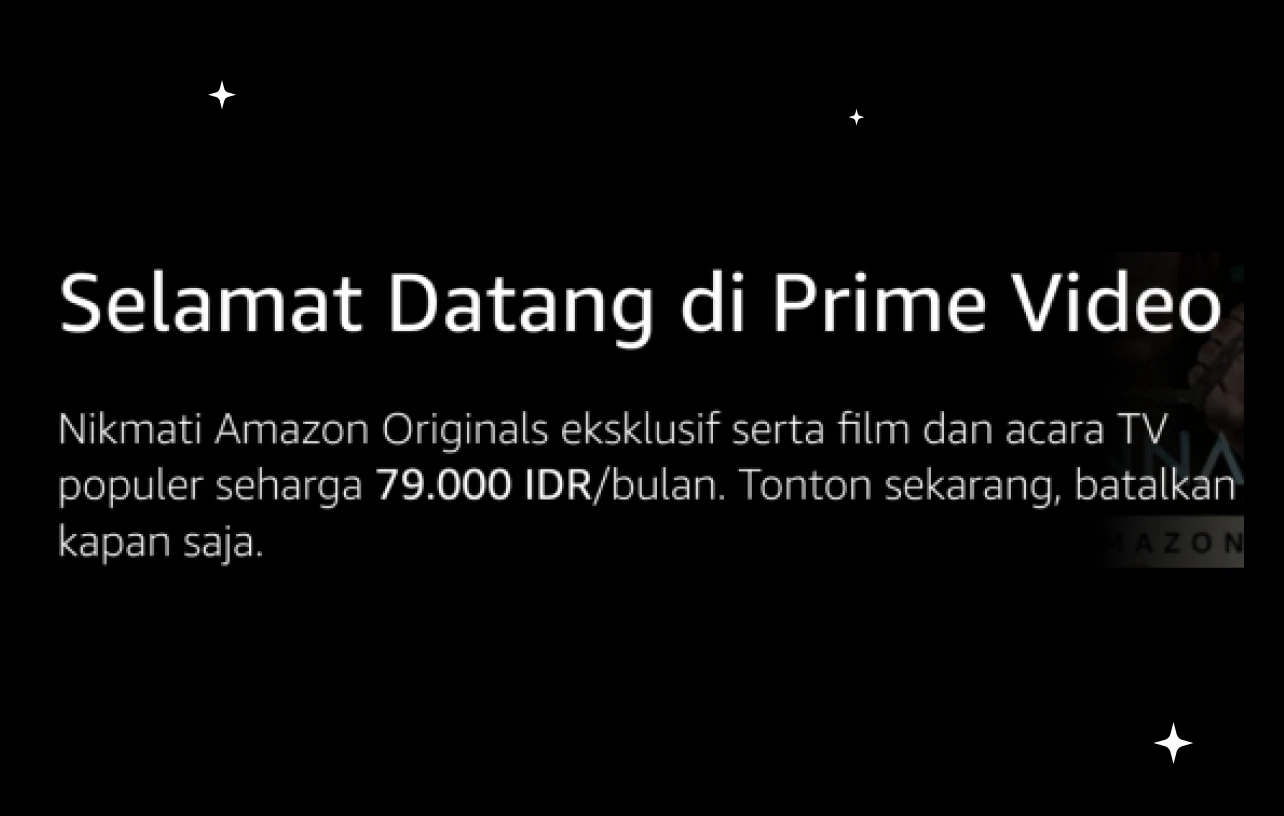 Selamat Datang di Prime Video
Nikmati Amazon Originals eksklusif serta film dan acara TV
populer seharga 79.000 IDR/bulan. Tonton sekarang, batalkan
kapan saja.